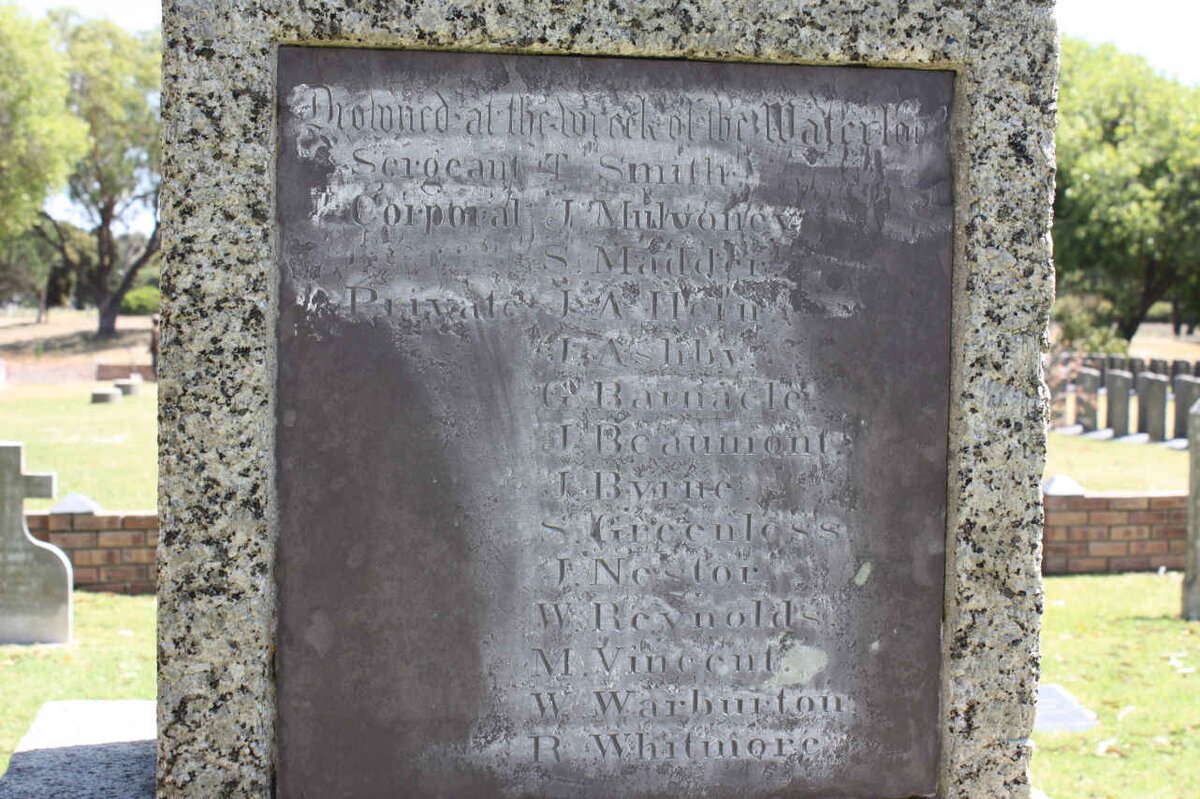 Drowned at the wreck of the Waterloo
Sergeant T. Smith
Corporal J. Mulvoney
S. Madder
Private J. A. Hern
J. Ashby
G. Barnacle
J. Beaumont
J. Byrne
S. Greenless
J. Nestor
W. Reynolds
M. Vincent
W. Warburton
R. Whitmore